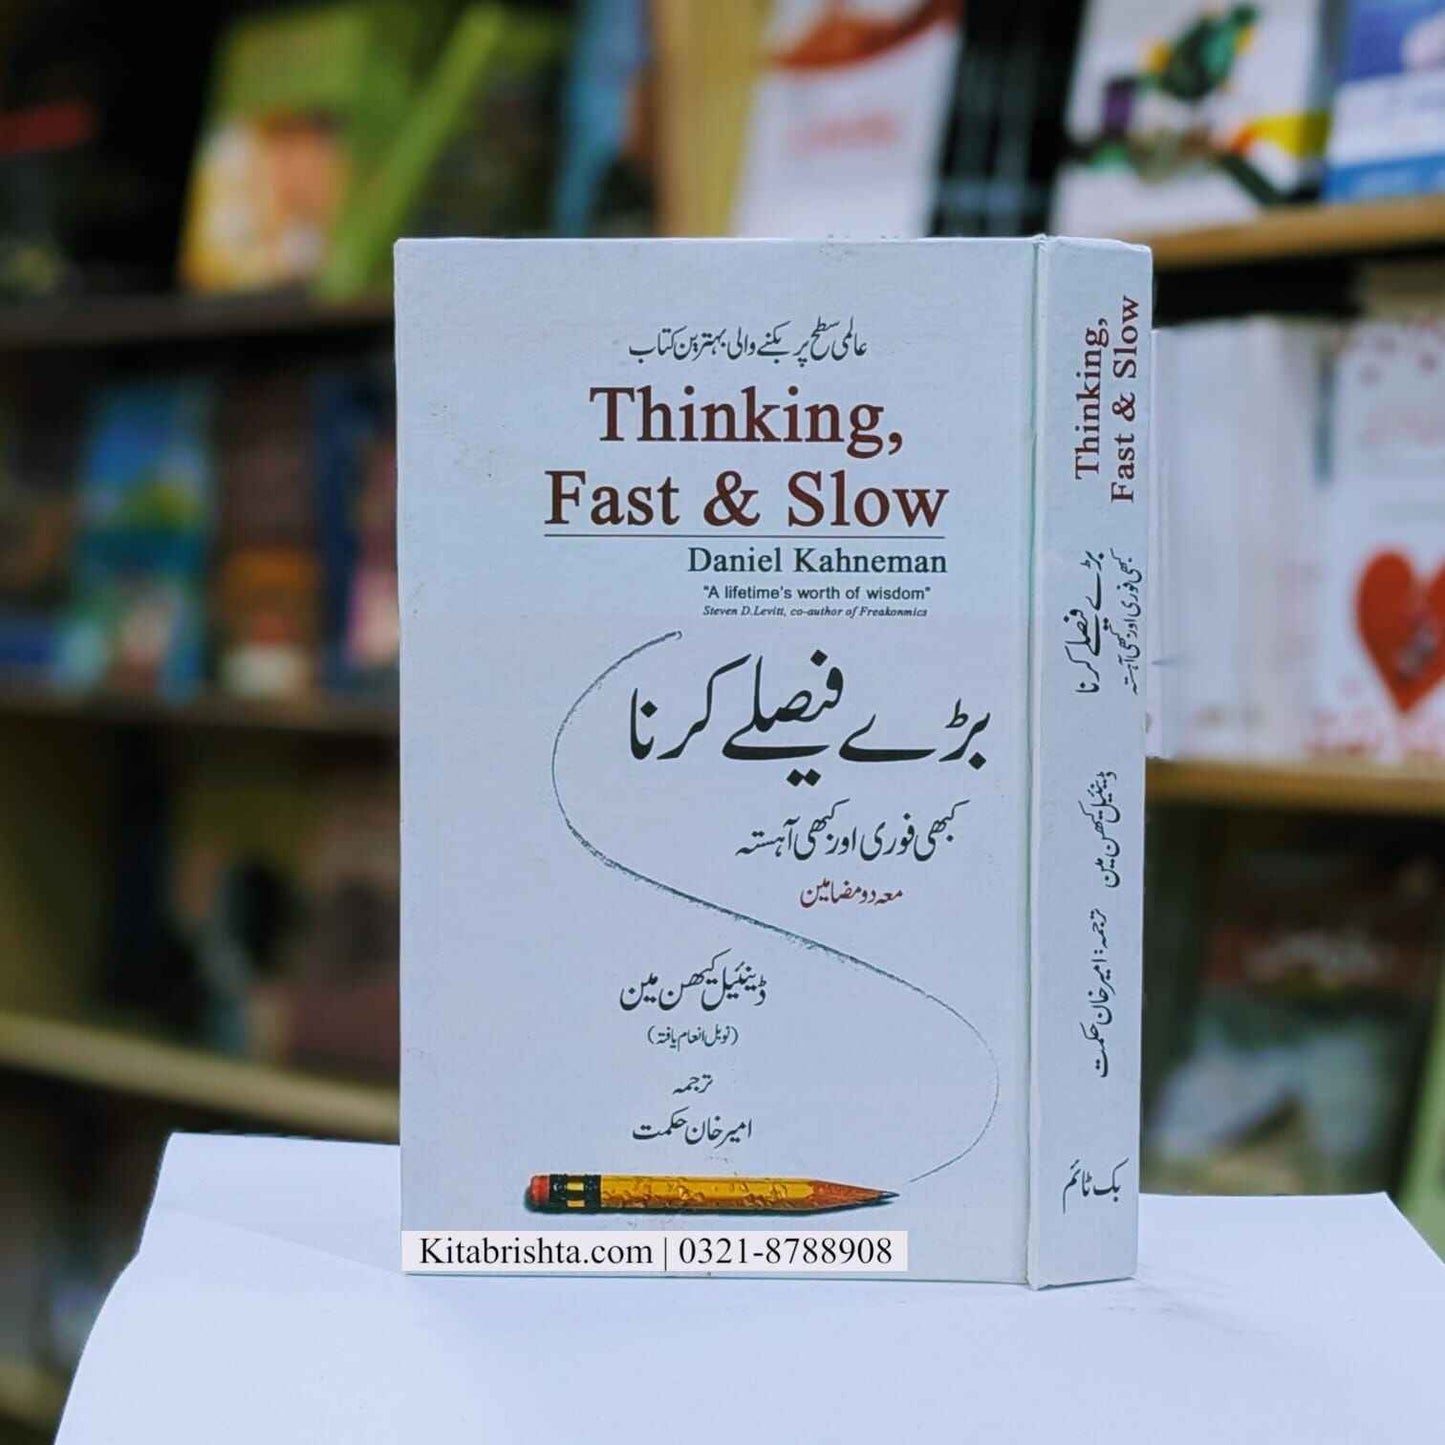 عالمی سطح پر بکنے والی بہترین کتاب
Thinking,
Fast & Slow
Daniel Kahneman
"A lifetime's worth of wisdom"
Steven D.Levitt, co-author of Freakonmics
بڑے فیصلے کرنا
کبھی فوری اور کبھی آہستہ
معہ دو مضامین
ڈینئیل کیھن مین
(نوبل انعام یافتہ)
ترجمہ
امیر خان حکمت
Kitabrishta.com | 0321-8788908
Thinking,
Fast & Slow
بڑے فیصلے کرنا
کبھی فوری اور کبھی آہستہ
ڈینئیل کیھن مین
ترجمہ: امیر خان حکمت
بک ٹائم